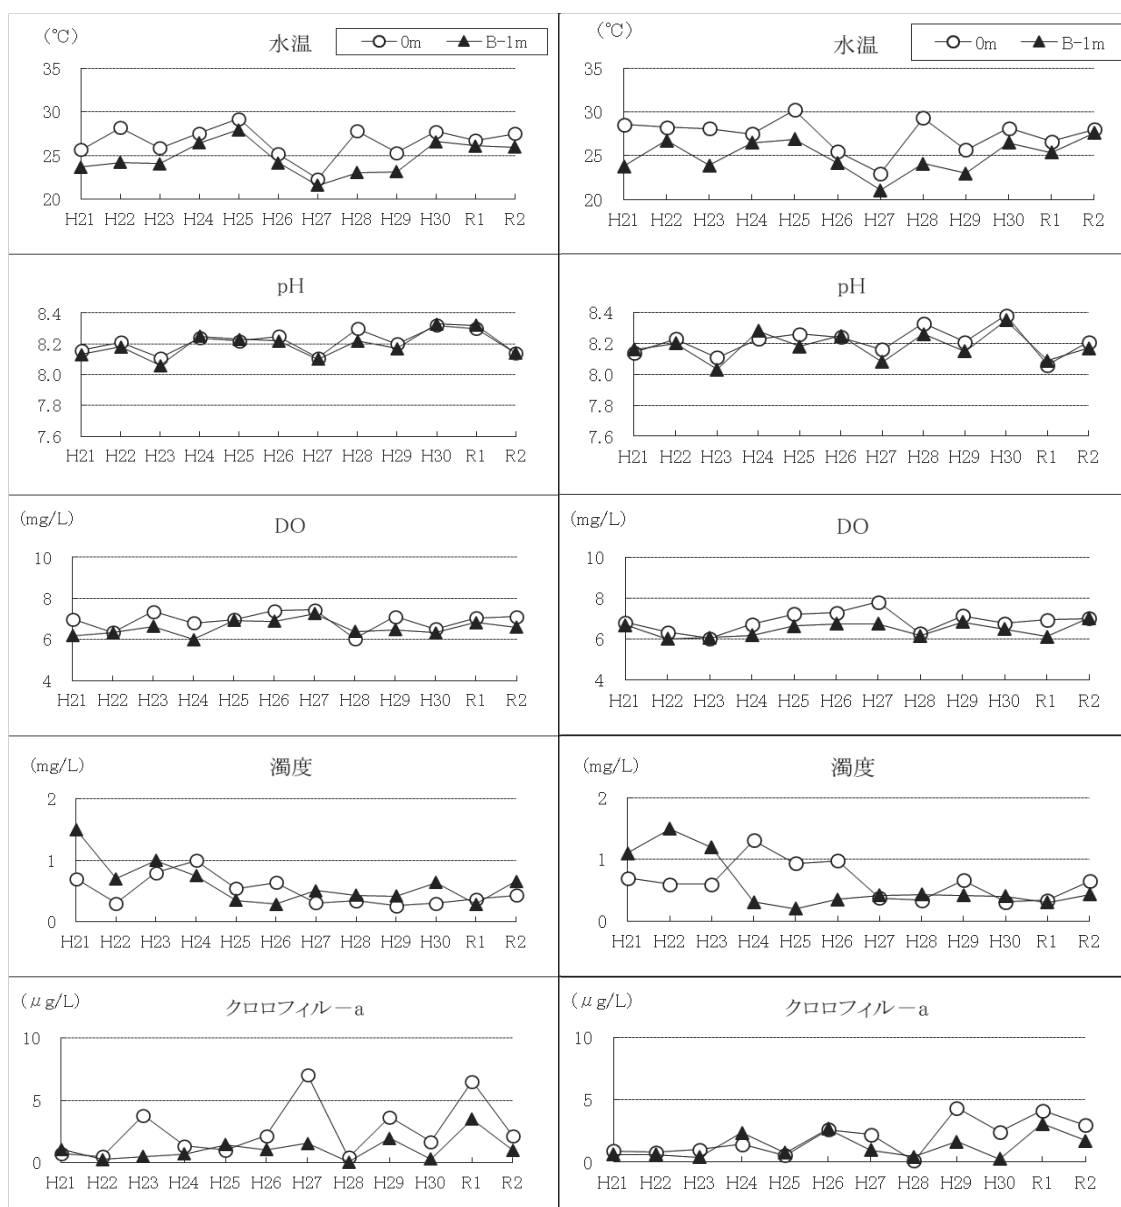 (℃)
水温
0m B-1m
35
30
25
20
H21 H22 H23 H24 H25 H26 H27 H28 H29 H30 R1 R2
(℃)
水温
0m B-1m
35
30
25
20
H21 H22 H23 H24 H25 H26 H27 H28 H29 H30 R1 R2
pH
8.4
8.2
8.0
7.8
7.6
H21 H22 H23 H24 H25 H26 H27 H28 H29 H30 R1 R2
pH
8.4
8.2
8.0
7.8
7.6
H21 H22 H23 H24 H25 H26 H27 H28 H29 H30 R1 R2
(mg/L)
DO
10
8
6
4
H21 H22 H23 H24 H25 H26 H27 H28 H29 H30 R1 R2
(mg/L)
DO
10
8
6
4
H21 H22 H23 H24 H25 H26 H27 H28 H29 H30 R1 R2
(mg/L)
濁度
2
1
0
H21 H22 H23 H24 H25 H26 H27 H28 H29 H30 R1 R2
(mg/L)
濁度
2
1
0
H21 H22 H23 H24 H25 H26 H27 H28 H29 H30 R1 R2
(μg/L)
クロロフィル－a
10
5
0
H21 H22 H23 H24 H25 H26 H27 H28 H29 H30 R1 R2
(μg/L)
クロロフィル－a
10
5
0
H21 H22 H23 H24 H25 H26 H27 H28 H29 H30 R1 R2